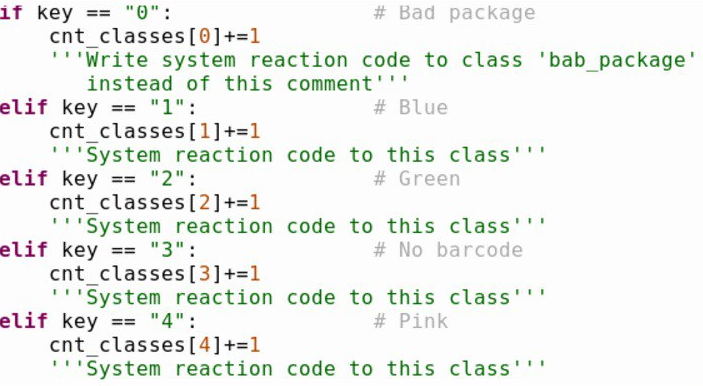 if key == "0":                # Bad package
    cnt_classes[0]+=1
    '''Write system reaction code to class 'bab_package'
       instead of this comment'''
elif key == "1":              # Blue
    cnt_classes[1]+=1
    '''System reaction code to this class'''
elif key == "2":              # Green
    cnt_classes[2]+=1
    '''System reaction code to this class'''
elif key == "3":              # No barcode
    cnt_classes[3]+=1
    '''System reaction code to this class'''
elif key == "4":              # Pink
    cnt_classes[4]+=1
    '''System reaction code to this class'''